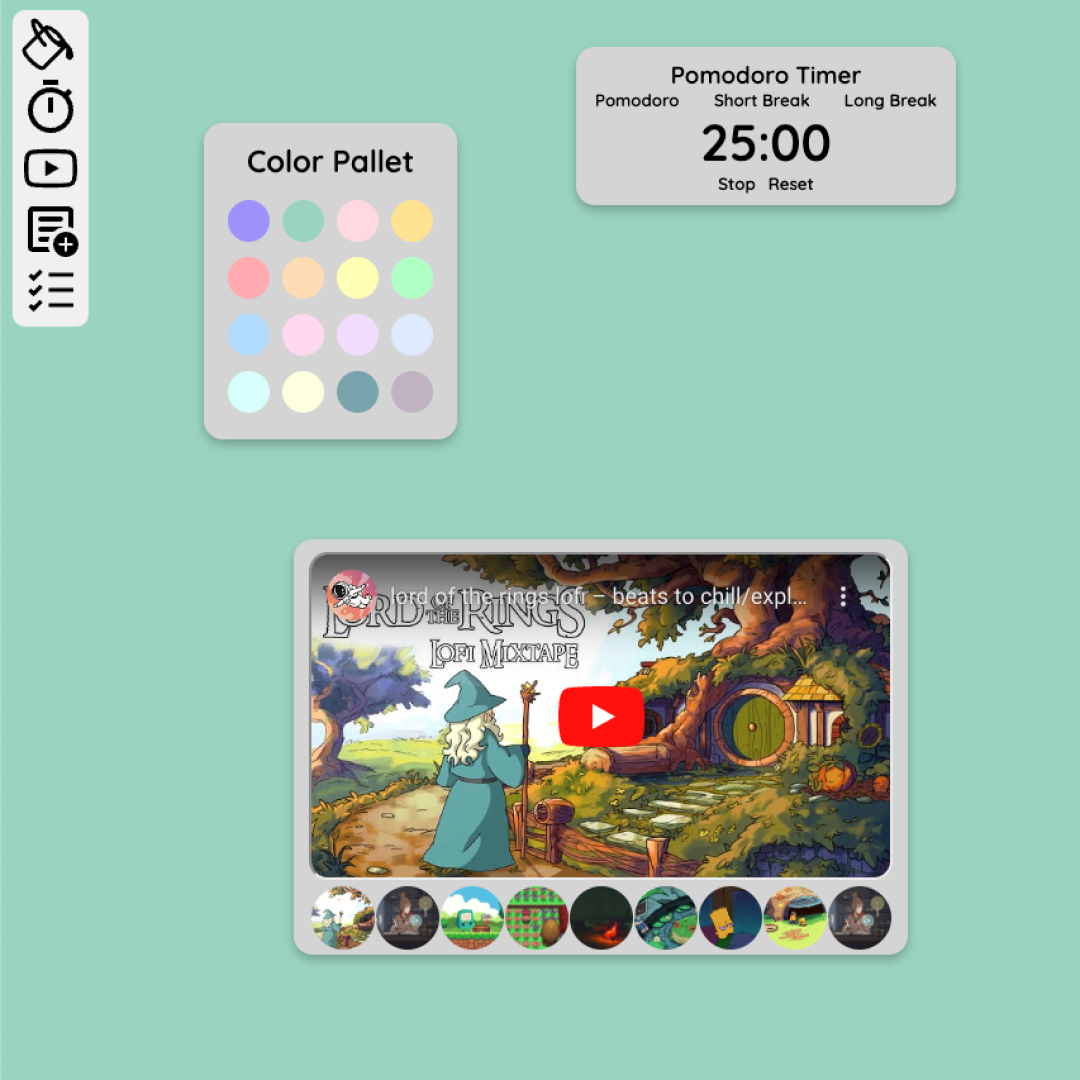 Pomodoro Timer
Pomodoro Short Break Long Break
25:00
Stop Reset
Color Pallet
lord of the rings lofi – beats to chill/expl...
LORD OF THE RINGS
LOFI MIXTAPE